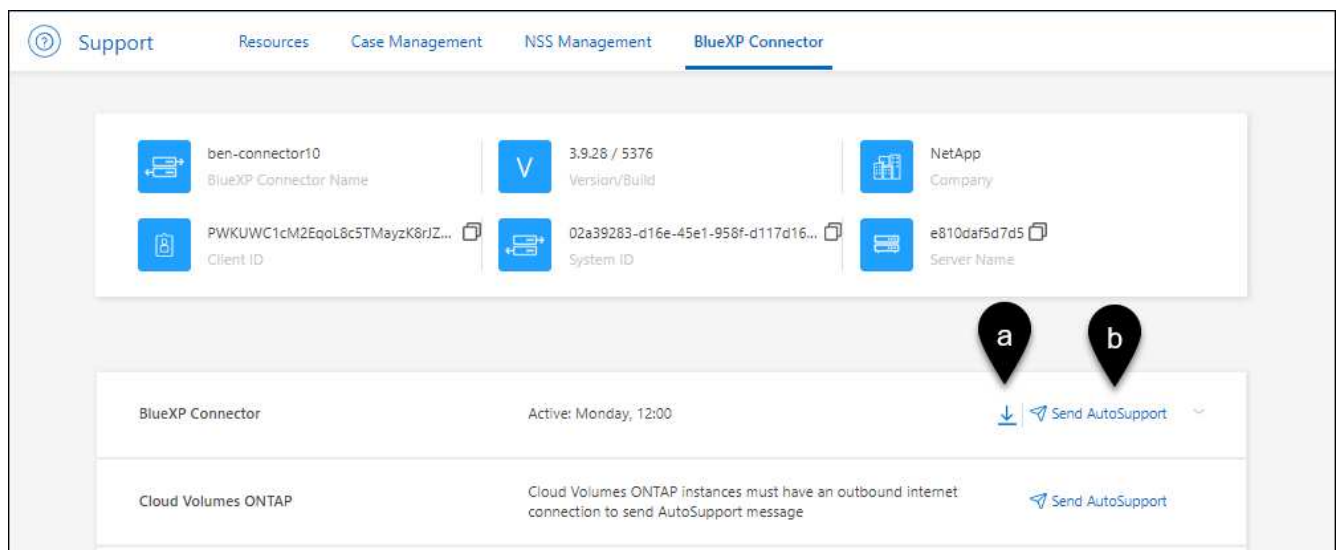 Support Resources Case Management NSS Management BlueXP Connector
ben-connector10 3.9.28 / 5376 NetApp
BlueXP Connector Name Version/Build Company
PWKUWC1cM2EqoL8c5TMayzK8rJZ... 02a39283-d16e-45e1-958f-d117d16... e810daf5d7d5
Client ID System ID Server Name
a b
BlueXP Connector Active: Monday, 12:00 Send AutoSupport
Cloud Volumes ONTAP Cloud Volumes ONTAP instances must have an outbound internet Send AutoSupport
connection to send AutoSupport message